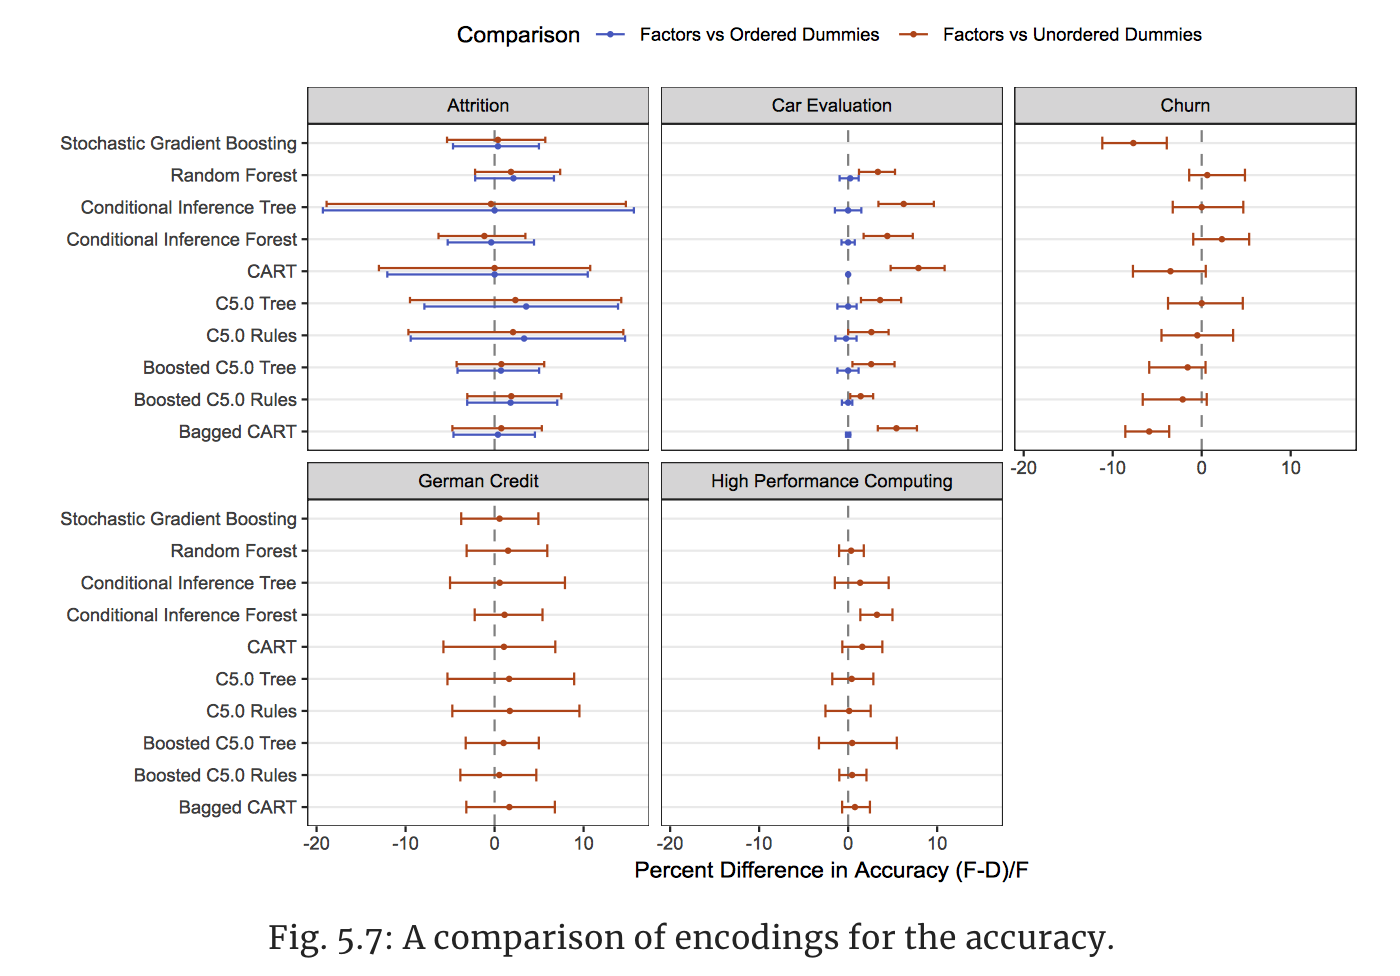 Comparison Factors vs Ordered Dummies Factors vs Unordered Dummies
Attrition Car Evaluation Churn
Stochastic Gradient Boosting
Random Forest
Conditional Inference Tree
Conditional Inference Forest
CART
C5.0 Tree
C5.0 Rules
Boosted C5.0 Tree
Boosted C5.0 Rules
Bagged CART
-20 -10 0 10
German Credit High Performance Computing
Stochastic Gradient Boosting
Random Forest
Conditional Inference Tree
Conditional Inference Forest
CART
C5.0 Tree
C5.0 Rules
Boosted C5.0 Tree
Boosted C5.0 Rules
Bagged CART
-20 -10 0 10 -20 -10 0 10
Percent Difference in Accuracy (F-D)/F
Fig. 5.7: A comparison of encodings for the accuracy.